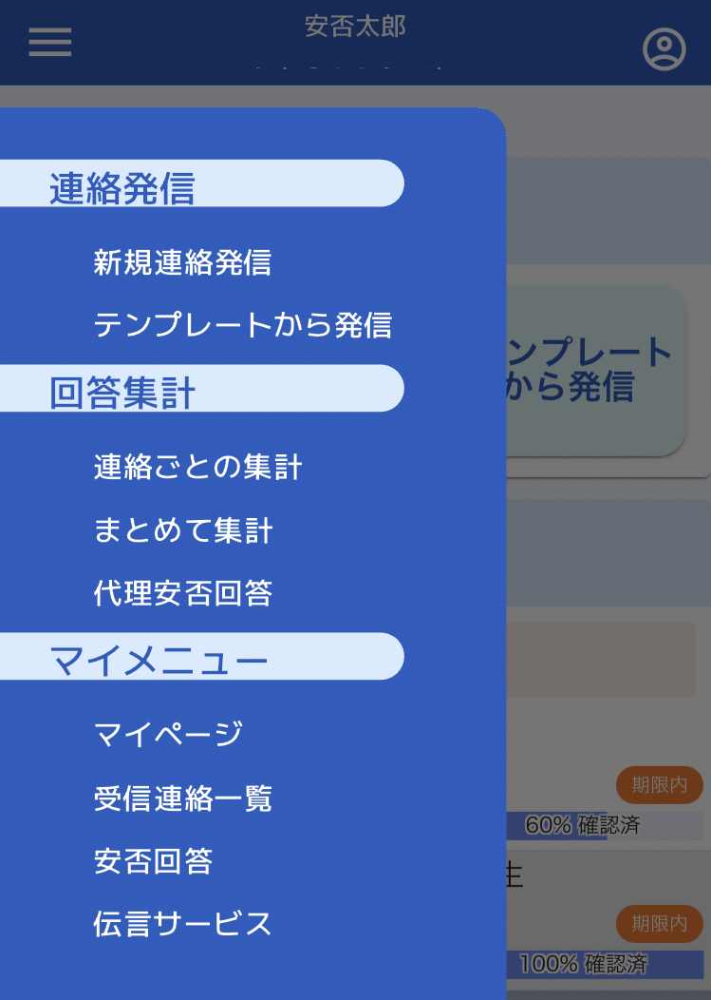 安否太郎
連絡発信
新規連絡発信
テンプレートから発信
ンプレート
から発信
回答集計
連絡ごとの集計
まとめて集計
代理安否回答
マイメニュー
マイページ
期限内
受信連絡一覧
60% 確認済
安否回答
生
伝言サービス
期限内
100% 確認済